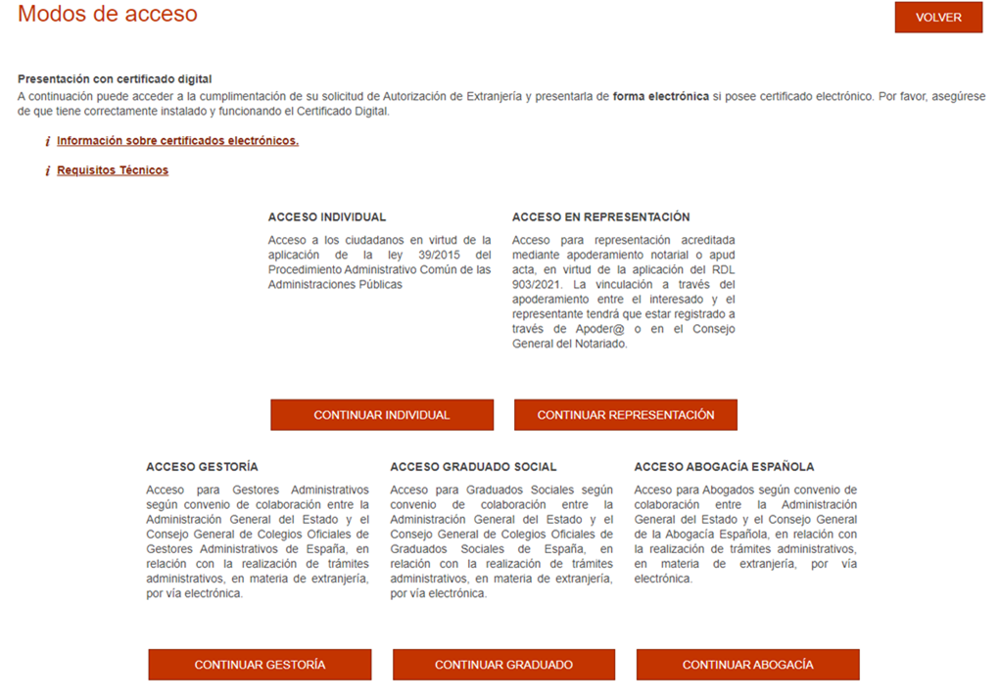 Modos de acceso
VOLVER
Presentación con certificado digital
A continuación puede acceder a la cumplimentación de su solicitud de Autorización de Extranjería y presentarla de forma electrónica si posee certificado electrónico. Por favor, asegúrese
de que tiene correctamente instalado y funcionando el Certificado Digital.
i Información sobre certificados electrónicos.
i Requisitos Técnicos
ACCESO INDIVIDUAL
Acceso a los ciudadanos en virtud de la
aplicación de la ley 39/2015 del
Procedimiento Administrativo Común de las
Administraciones Públicas
CONTINUAR INDIVIDUAL
ACCESO EN REPRESENTACIÓN
Acceso para representación acreditada
mediante apoderamiento notarial o apud
acta, en virtud de la aplicación del RDL
903/2021. La vinculación a través del
apoderamiento entre el interesado y el
representante tendrá que estar registrado a
través de Apoder@ o en el Consejo
General del Notariado.
CONTINUAR REPRESENTACIÓN
ACCESO GESTORÍA
Acceso para Gestores Administrativos
según convenio de colaboración entre la
Administración General del Estado y el
Consejo General de Colegios Oficiales de
Gestores Administrativos de España, en
relación con la realización de trámites
administrativos, en materia de extranjería,
por vía electrónica.
CONTINUAR GESTORÍA
ACCESO GRADUADO SOCIAL
Acceso para Graduados Sociales según
convenio de colaboración entre la
Administración General del Estado y el
Consejo General de Colegios Oficiales de
Graduados Sociales de España, en
relación con la realización de trámites
administrativos, en materia de extranjería,
por vía electrónica.
CONTINUAR GRADUADO
ACCESO ABOGACÍA ESPAÑOLA
Acceso para Abogados según convenio de
colaboración entre la Administración
General del Estado y el Consejo General
de la Abogacía Española, en relación con
la realización de trámites administrativos,
en materia de extranjería, por vía
electrónica.
CONTINUAR ABOGACÍA